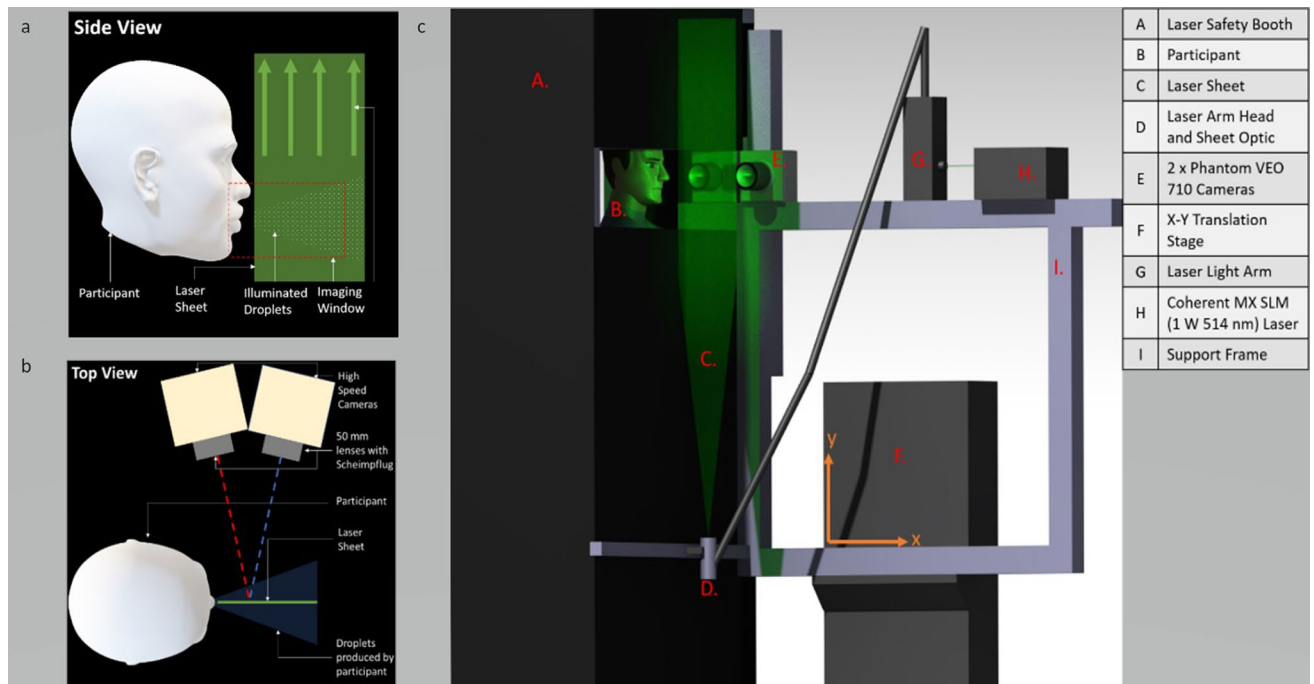 a
Side View
Participant
Laser
Sheet
Illuminated
Droplets
Imaging
Window
b
Top View
High
Speed
Cameras
50 mm
lenses with
Scheimpflug
Participant
Laser
Sheet
Droplets
produced by
participant
c
A.
B.
C.
D.
E.
F.
G.
H.
I.
y
x
A Laser Safety Booth
B Participant
C Laser Sheet
D Laser Arm Head
and Sheet Optic
E 2 x Phantom VEO
710 Cameras
F X-Y Translation
Stage
G Laser Light Arm
H Coherent MX SLM
(1 W 514 nm) Laser
I Support Frame